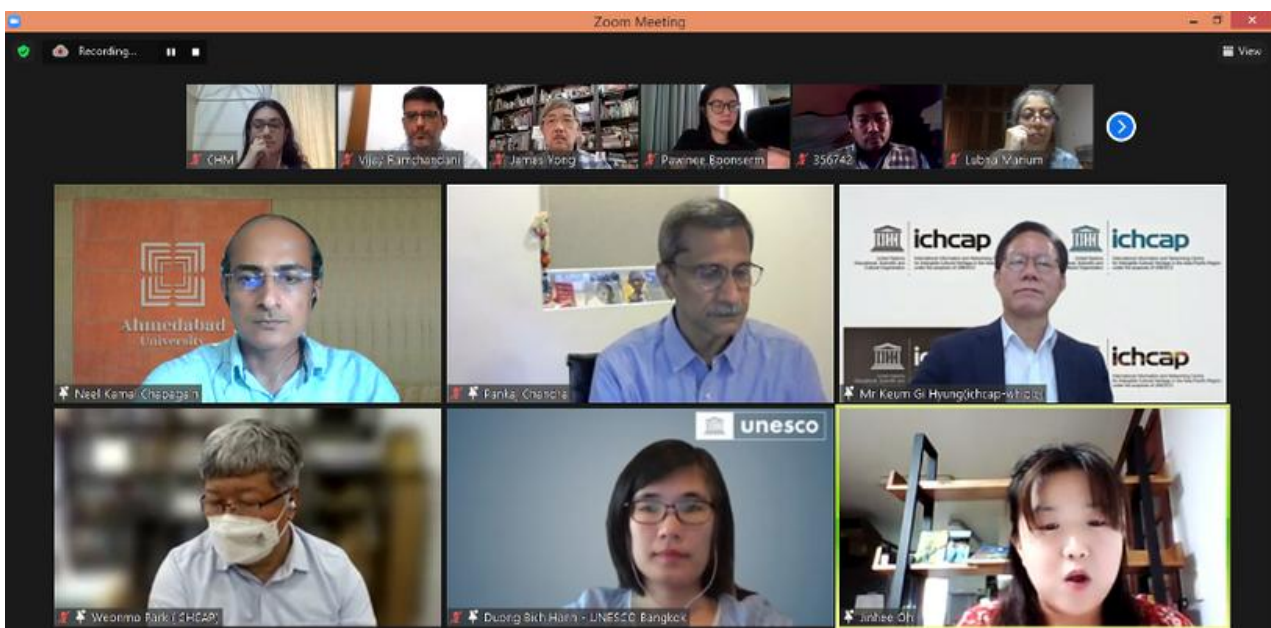 Zoom Meeting
Recording...
View
CHM
Vijay Ramchandani
James Wong
Pawinee Boonserm
356742
Lubna Marium
Ahmedabad
University
ichcap
ichcap
ichcap
unesco
Neel Kamal Chapagain
Pankaj Chandra
Mr Keum Gi Hyung(ichcap-whipic)
Weonmo Park (ICHCAP)
Duong Bich Hanh - UNESCO Bangkok
Jinhee Oh